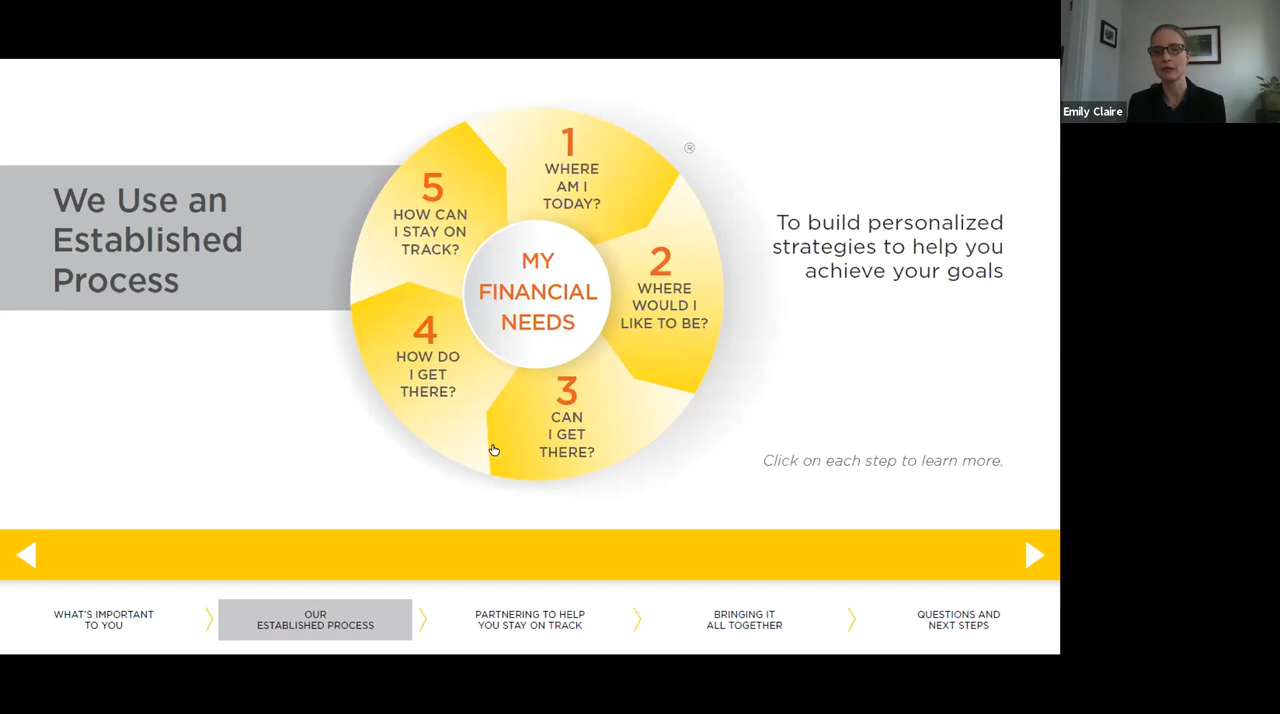 Emily Claire
We Use an
Established
Process
1
WHERE
AM I
TODAY?
®
2
WHERE
WOULD I
LIKE TO BE?
3
CAN
I GET
THERE?
4
HOW DO
I GET
THERE?
5
HOW CAN
I STAY ON
TRACK?
MY
FINANCIAL
NEEDS
To build personalized
strategies to help you
achieve your goals
Click on each step to learn more.
WHAT'S IMPORTANT
TO YOU
OUR
ESTABLISHED PROCESS
PARTNERING TO HELP
YOU STAY ON TRACK
BRINGING IT
ALL TOGETHER
QUESTIONS AND
NEXT STEPS